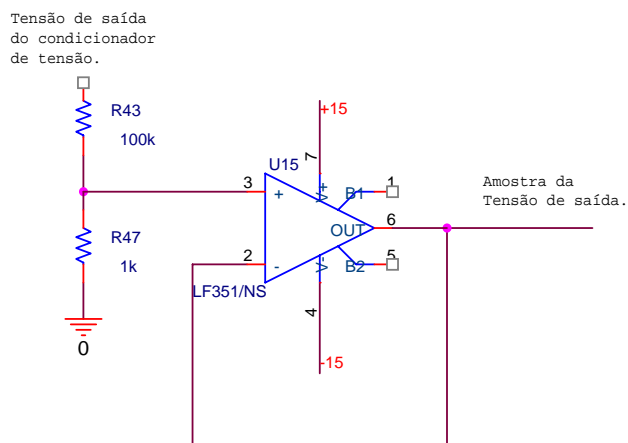 Tensão de saída
do condicionador
de tensão.
R43
100k
+15
U15
7
3
+
V+
B1
1
Amostra da
Tensão de saída.
6
OUT
R47
1k
2
-
V-
B2
5
LF351/NS
4
0
-15